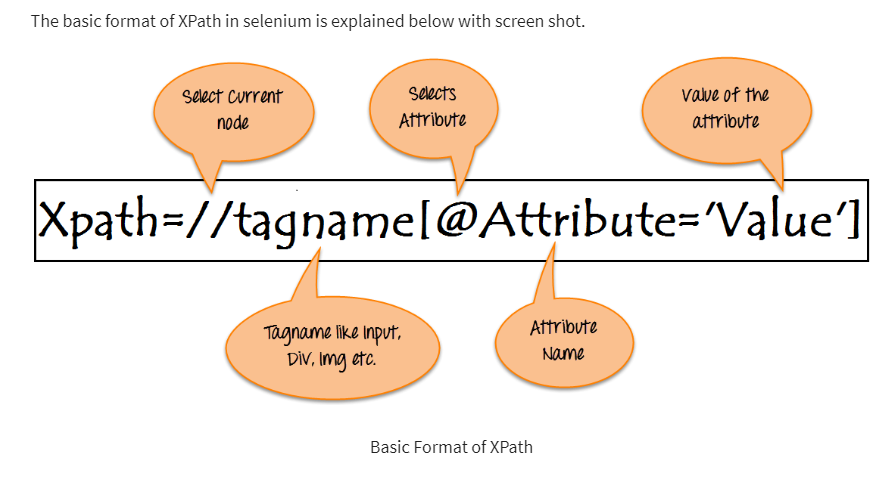 The basic format of XPath in selenium is explained below with screen shot.
Select Current
node
Selects
Attribute
Value of the
attribute
Xpath=//tagname[@Attribute='Value']
Tagname like Input,
Div, Img etc.
Attribute
Name
Basic Format of XPath